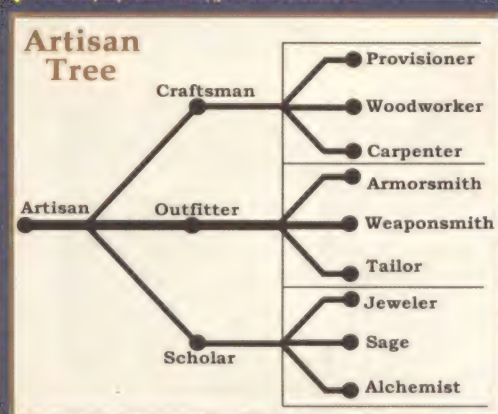 Artisan
Tree
Craftsman
Provisioner
Woodworker
Carpenter
Artisan
Outfitter
Armorsmith
Weaponsmith
Tailor
Scholar
Jeweler
Sage
Alchemist